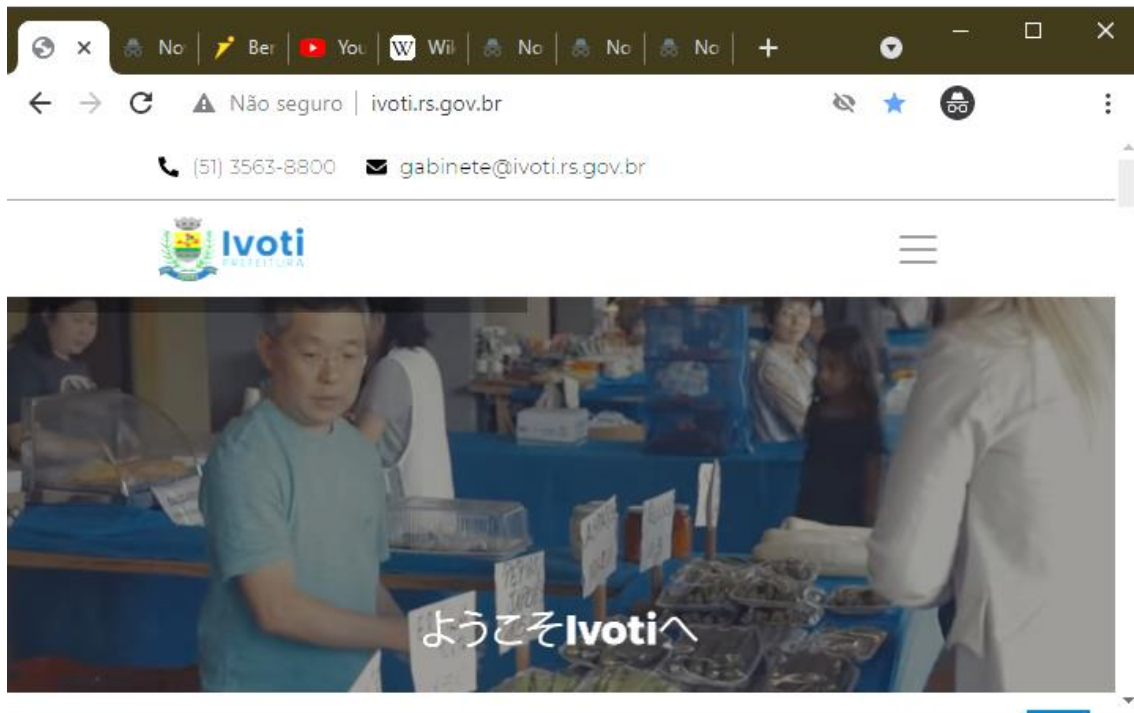 No Ber You Wik No No No
Não seguro ivoti.rs.gov.br
(51) 3563-8800 gabinete@ivoti.rs.gov.br
Ivoti
PREFEITURA
ようこそIvotiへ